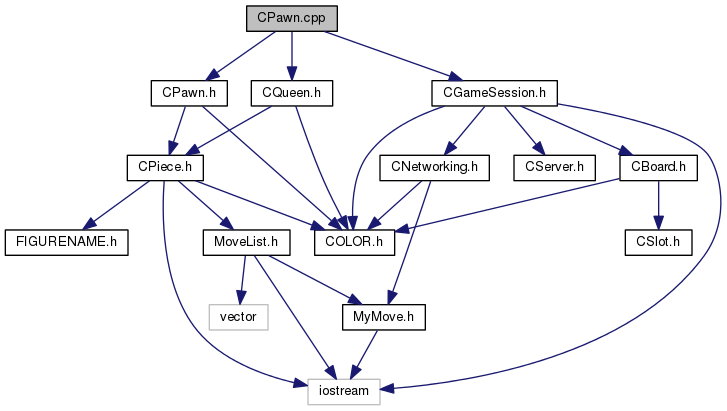 CPawn.cpp
CPawn.h
CQueen.h
CGameSession.h
CPiece.h
CNetworking.h
CServer.h
CBoard.h
FIGURENAME.h
MoveList.h
COLOR.h
CSlot.h
vector
MyMove.h
iostream